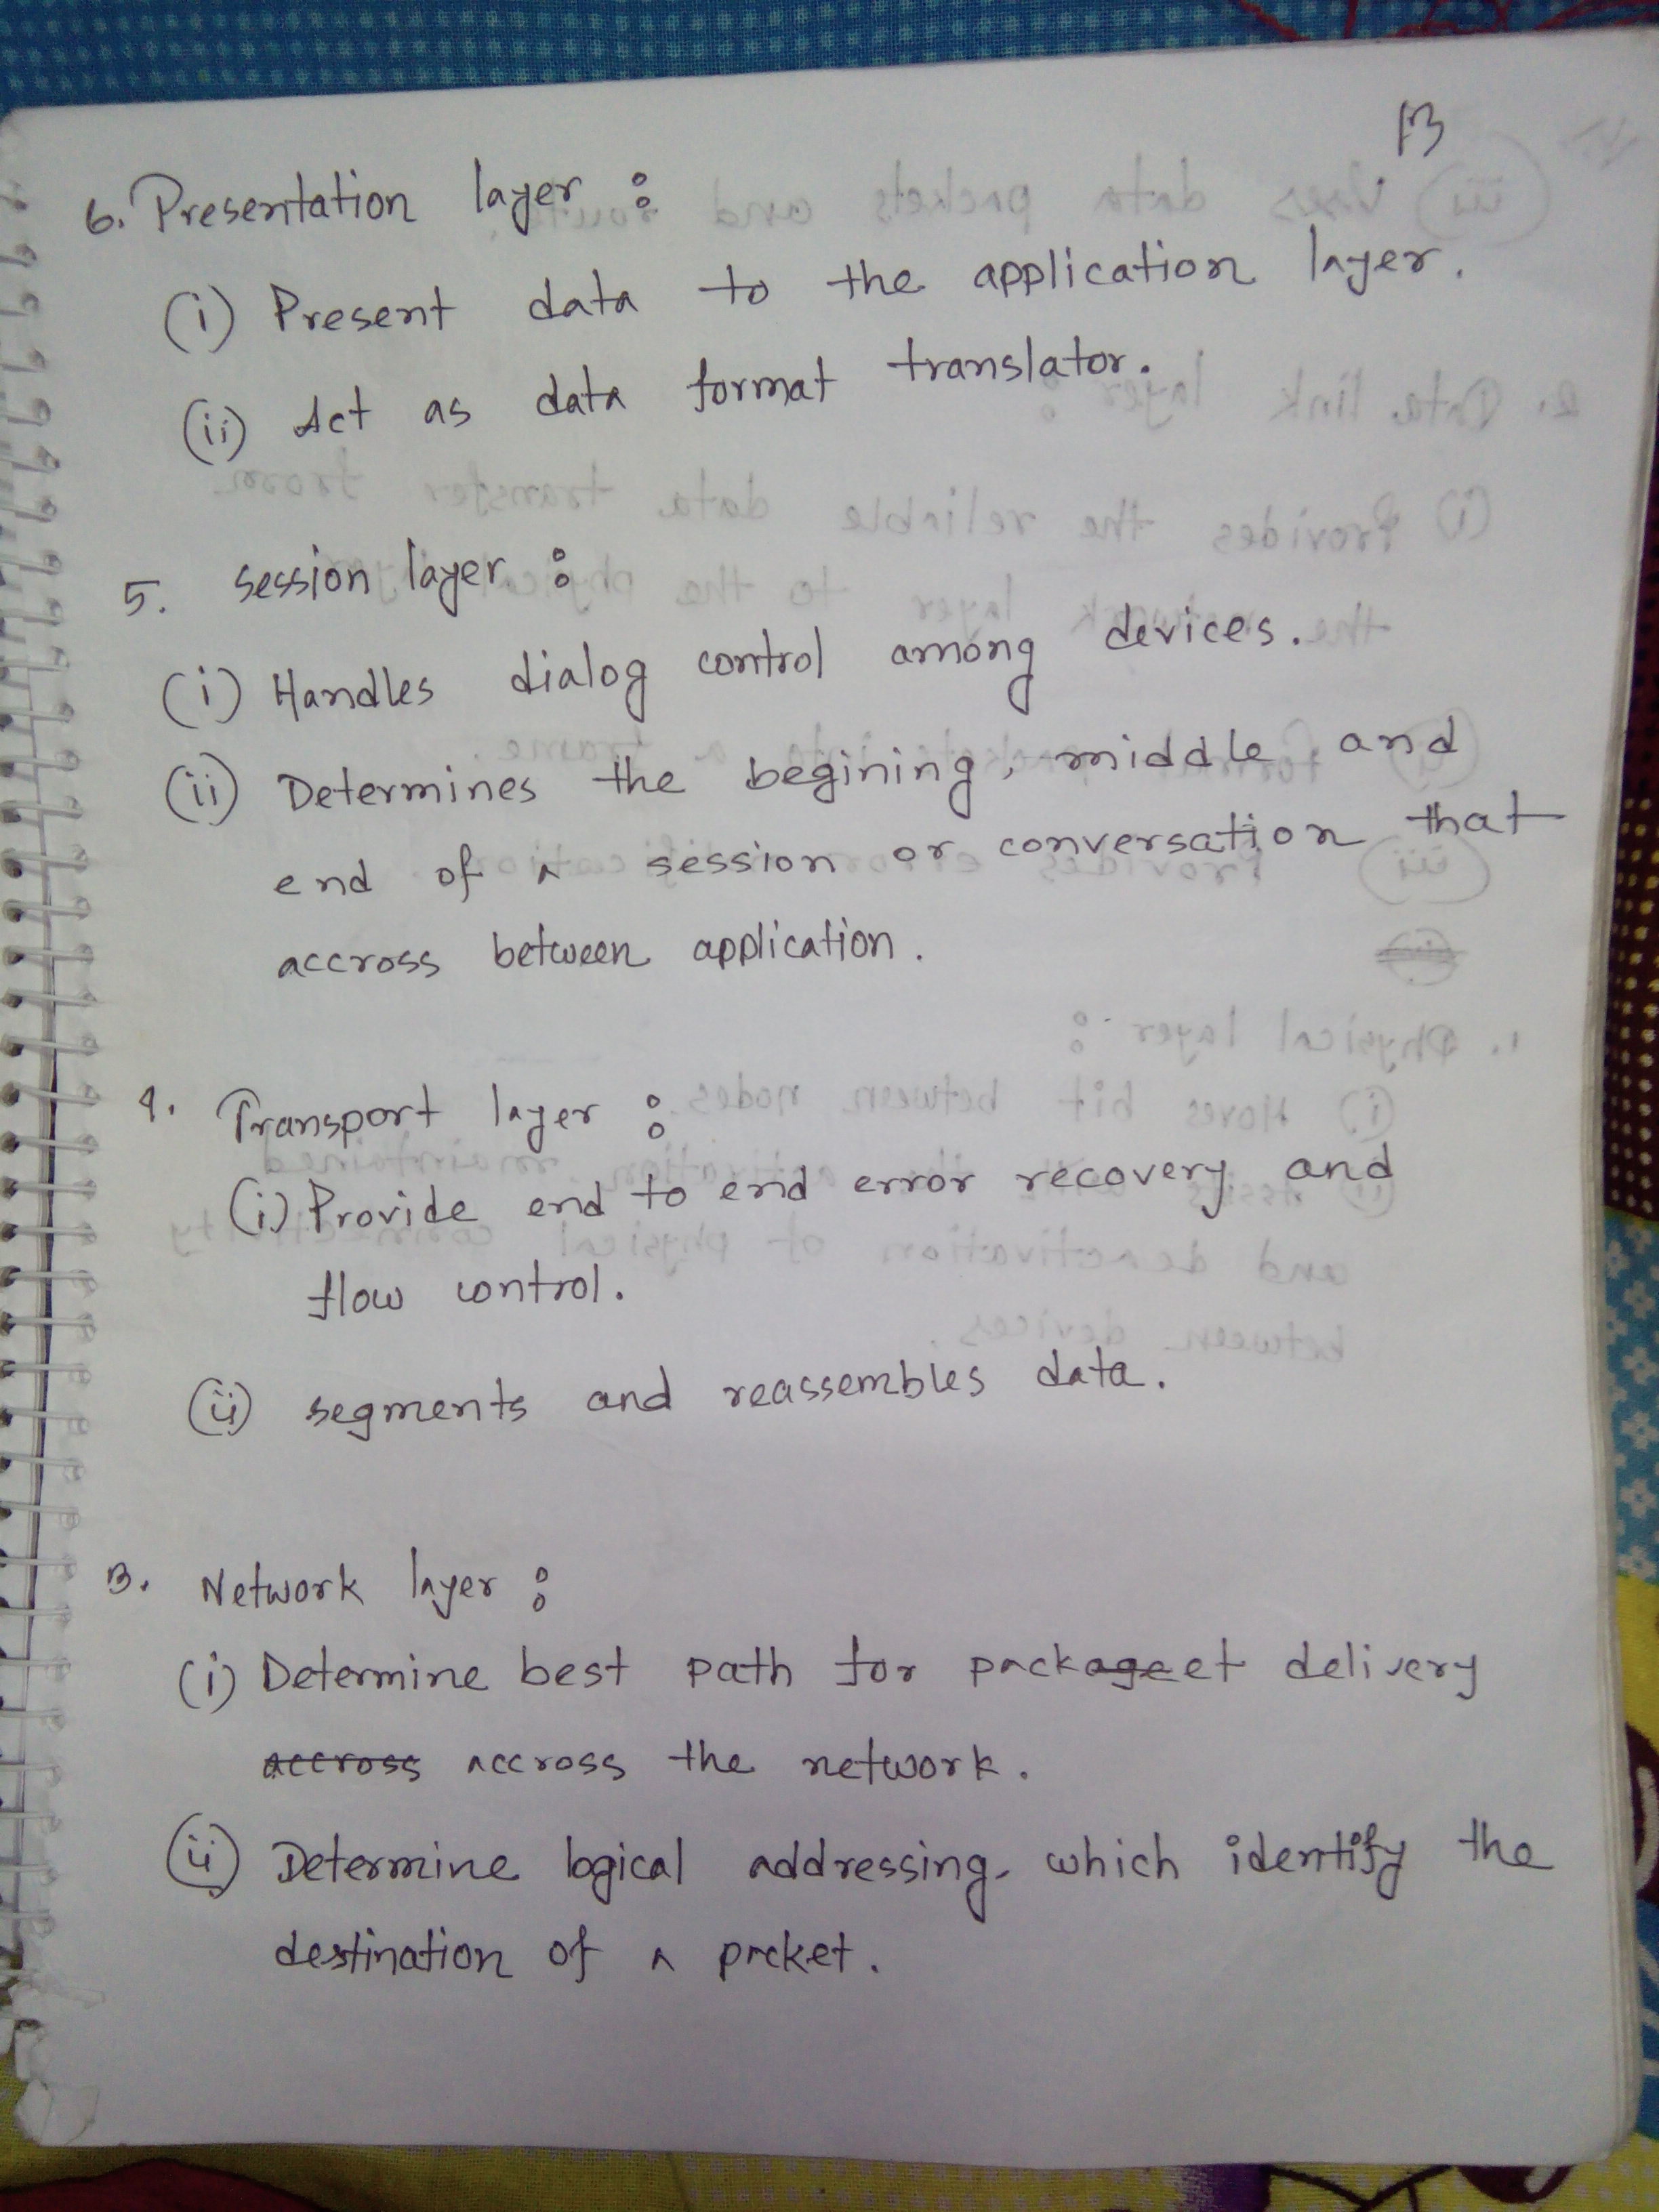 13
6. Presentation layer :
(i) Present data to the application layer.
(ii) Act as data format translator.
5. session layer :
(i) Handles dialog control among devices.
(ii) Determines the begining, middle and
end of a session or conversation that
accross between application.
4. Transport layer :
(i) Provide end to end error recovery and
flow control.
(ii) segments and reassembles data.
3. Network layer :
(i) Determine best path for packageet delivery
accross accross the network.
(ii) Determine logical addressing, which identify the
destination of a packet.